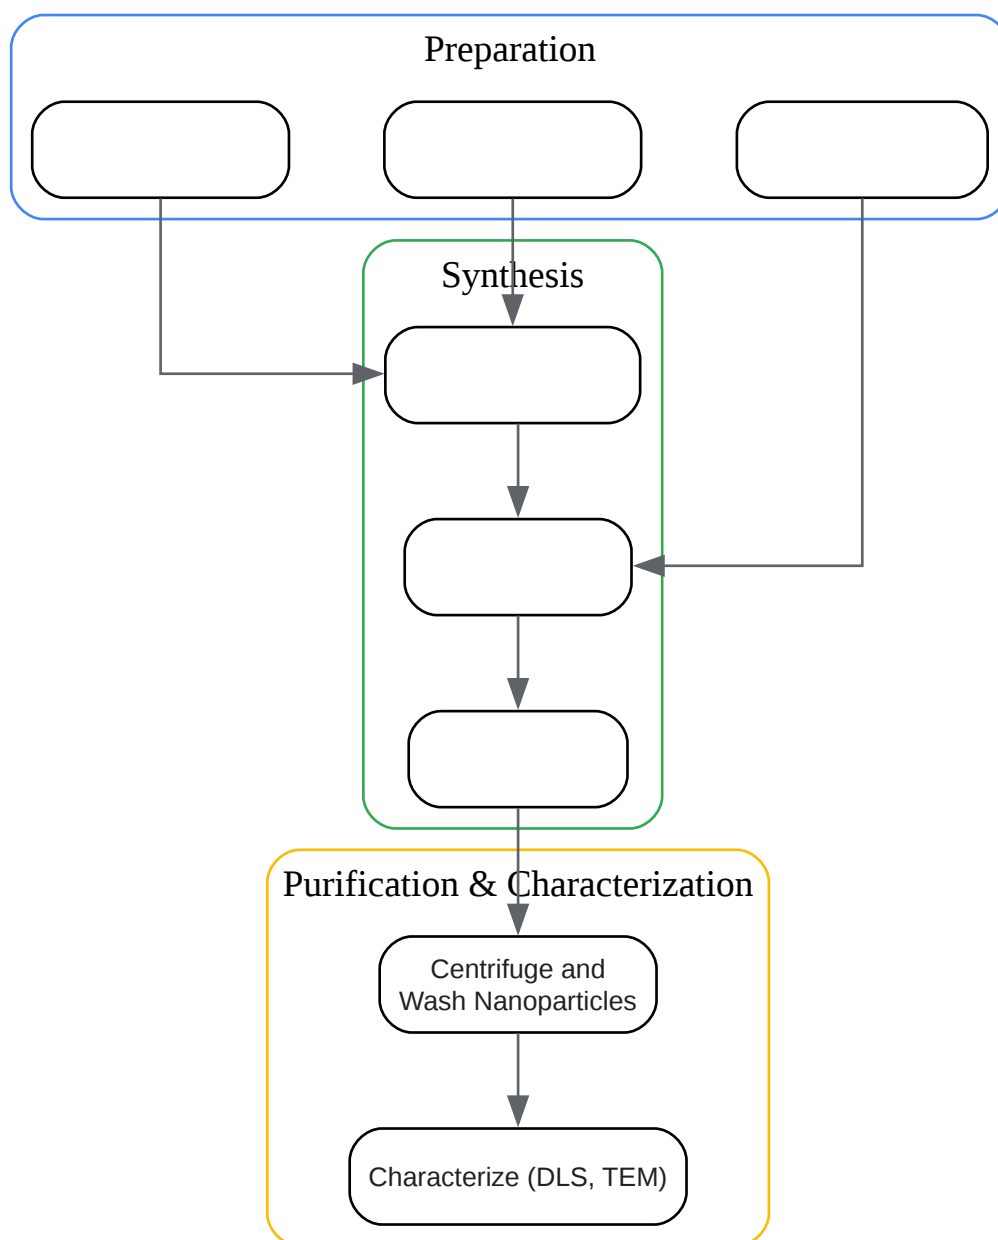 Preparation
Synthesis
Purification & Characterization
Centrifuge and
Wash Nanoparticles
Characterize (DLS, TEM)